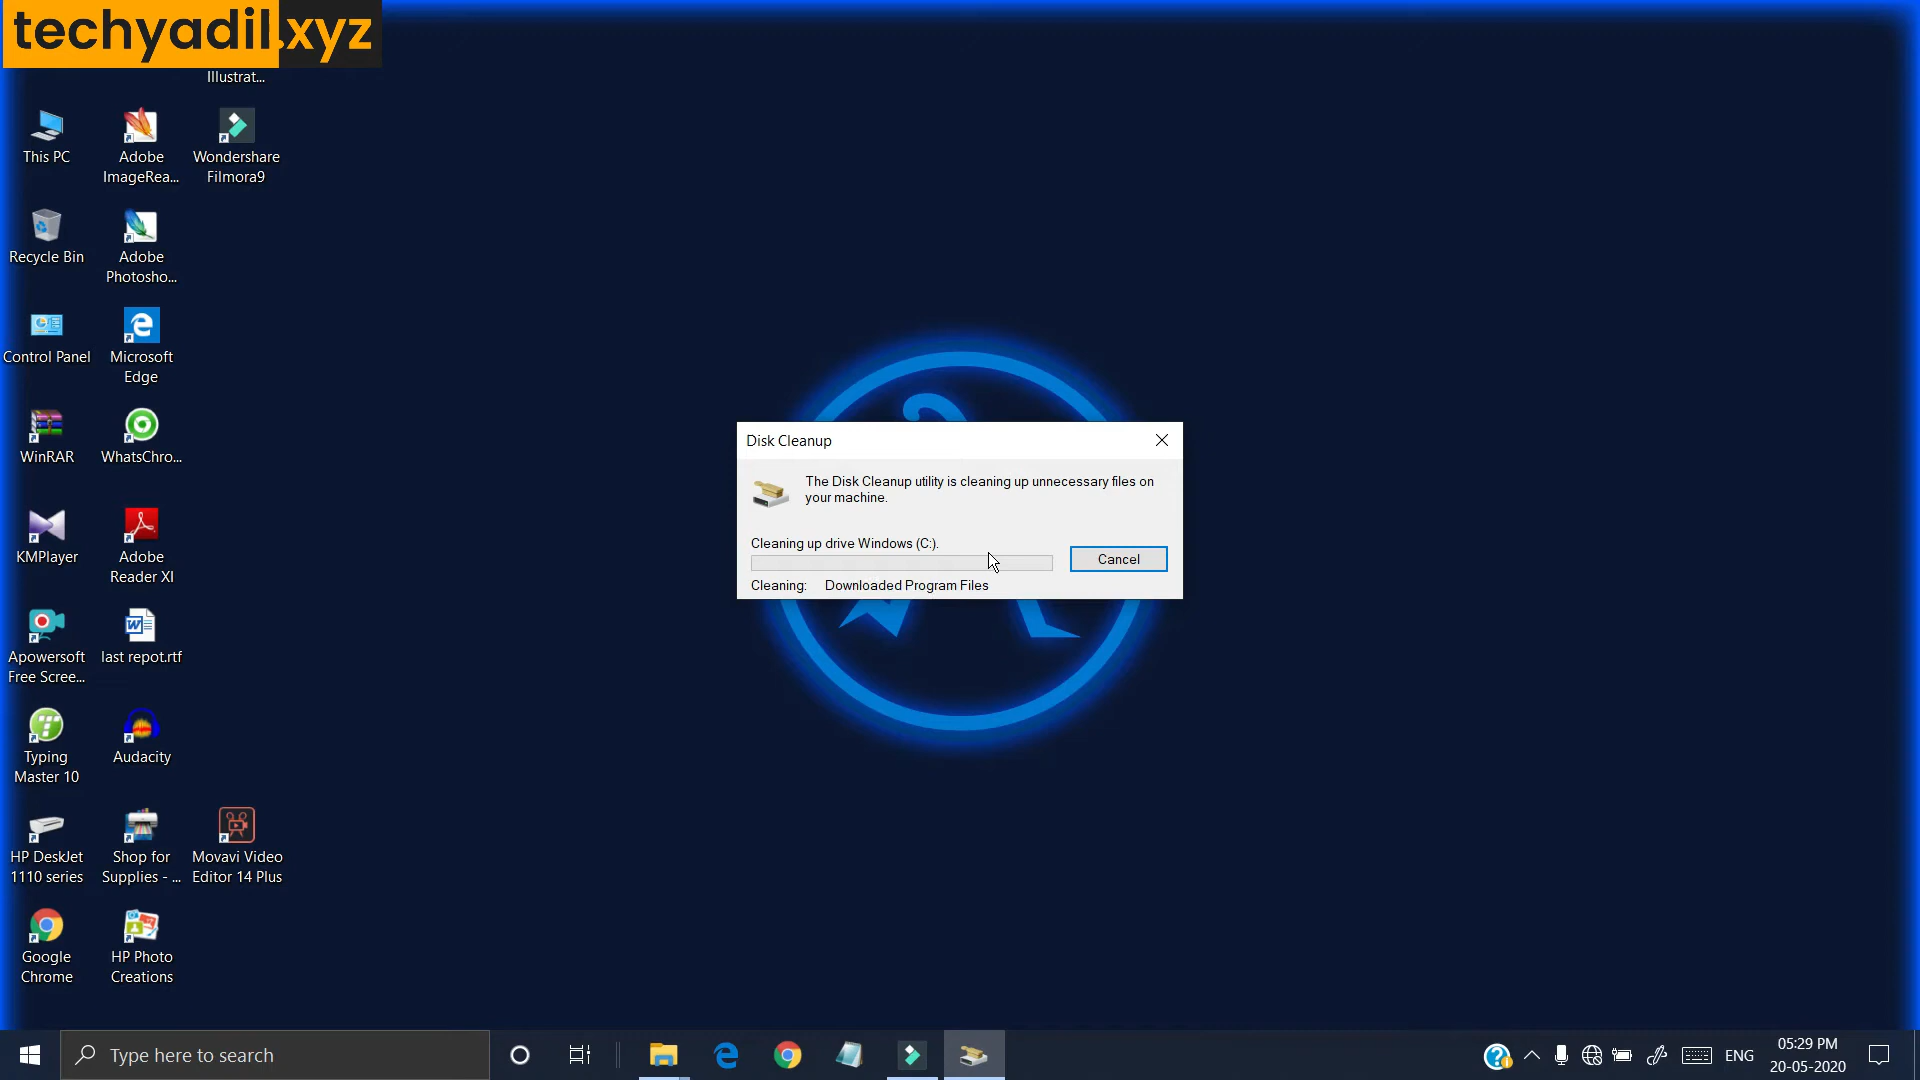 techyadil.xyz
Illustrat...
This PC
Adobe
ImageRea...
Wondershare
Filmora9
Recycle Bin
Adobe
Photosho...
Control Panel
Microsoft
Edge
WinRAR
WhatsChro...
KMPlayer
Adobe
Reader XI
Apowersoft
Free Scree...
last repot.rtf
Typing
Master 10
Audacity
HP DeskJet
1110 series
Shop for
Supplies - ...
Movavi Video
Editor 14 Plus
Google
Chrome
HP Photo
Creations
Disk Cleanup
The Disk Cleanup utility is cleaning up unnecessary files on
your machine.
Cleaning up drive Windows (C:).
Cancel
Cleaning: Downloaded Program Files
Type here to search
ENG
05:29 PM
20-05-2020